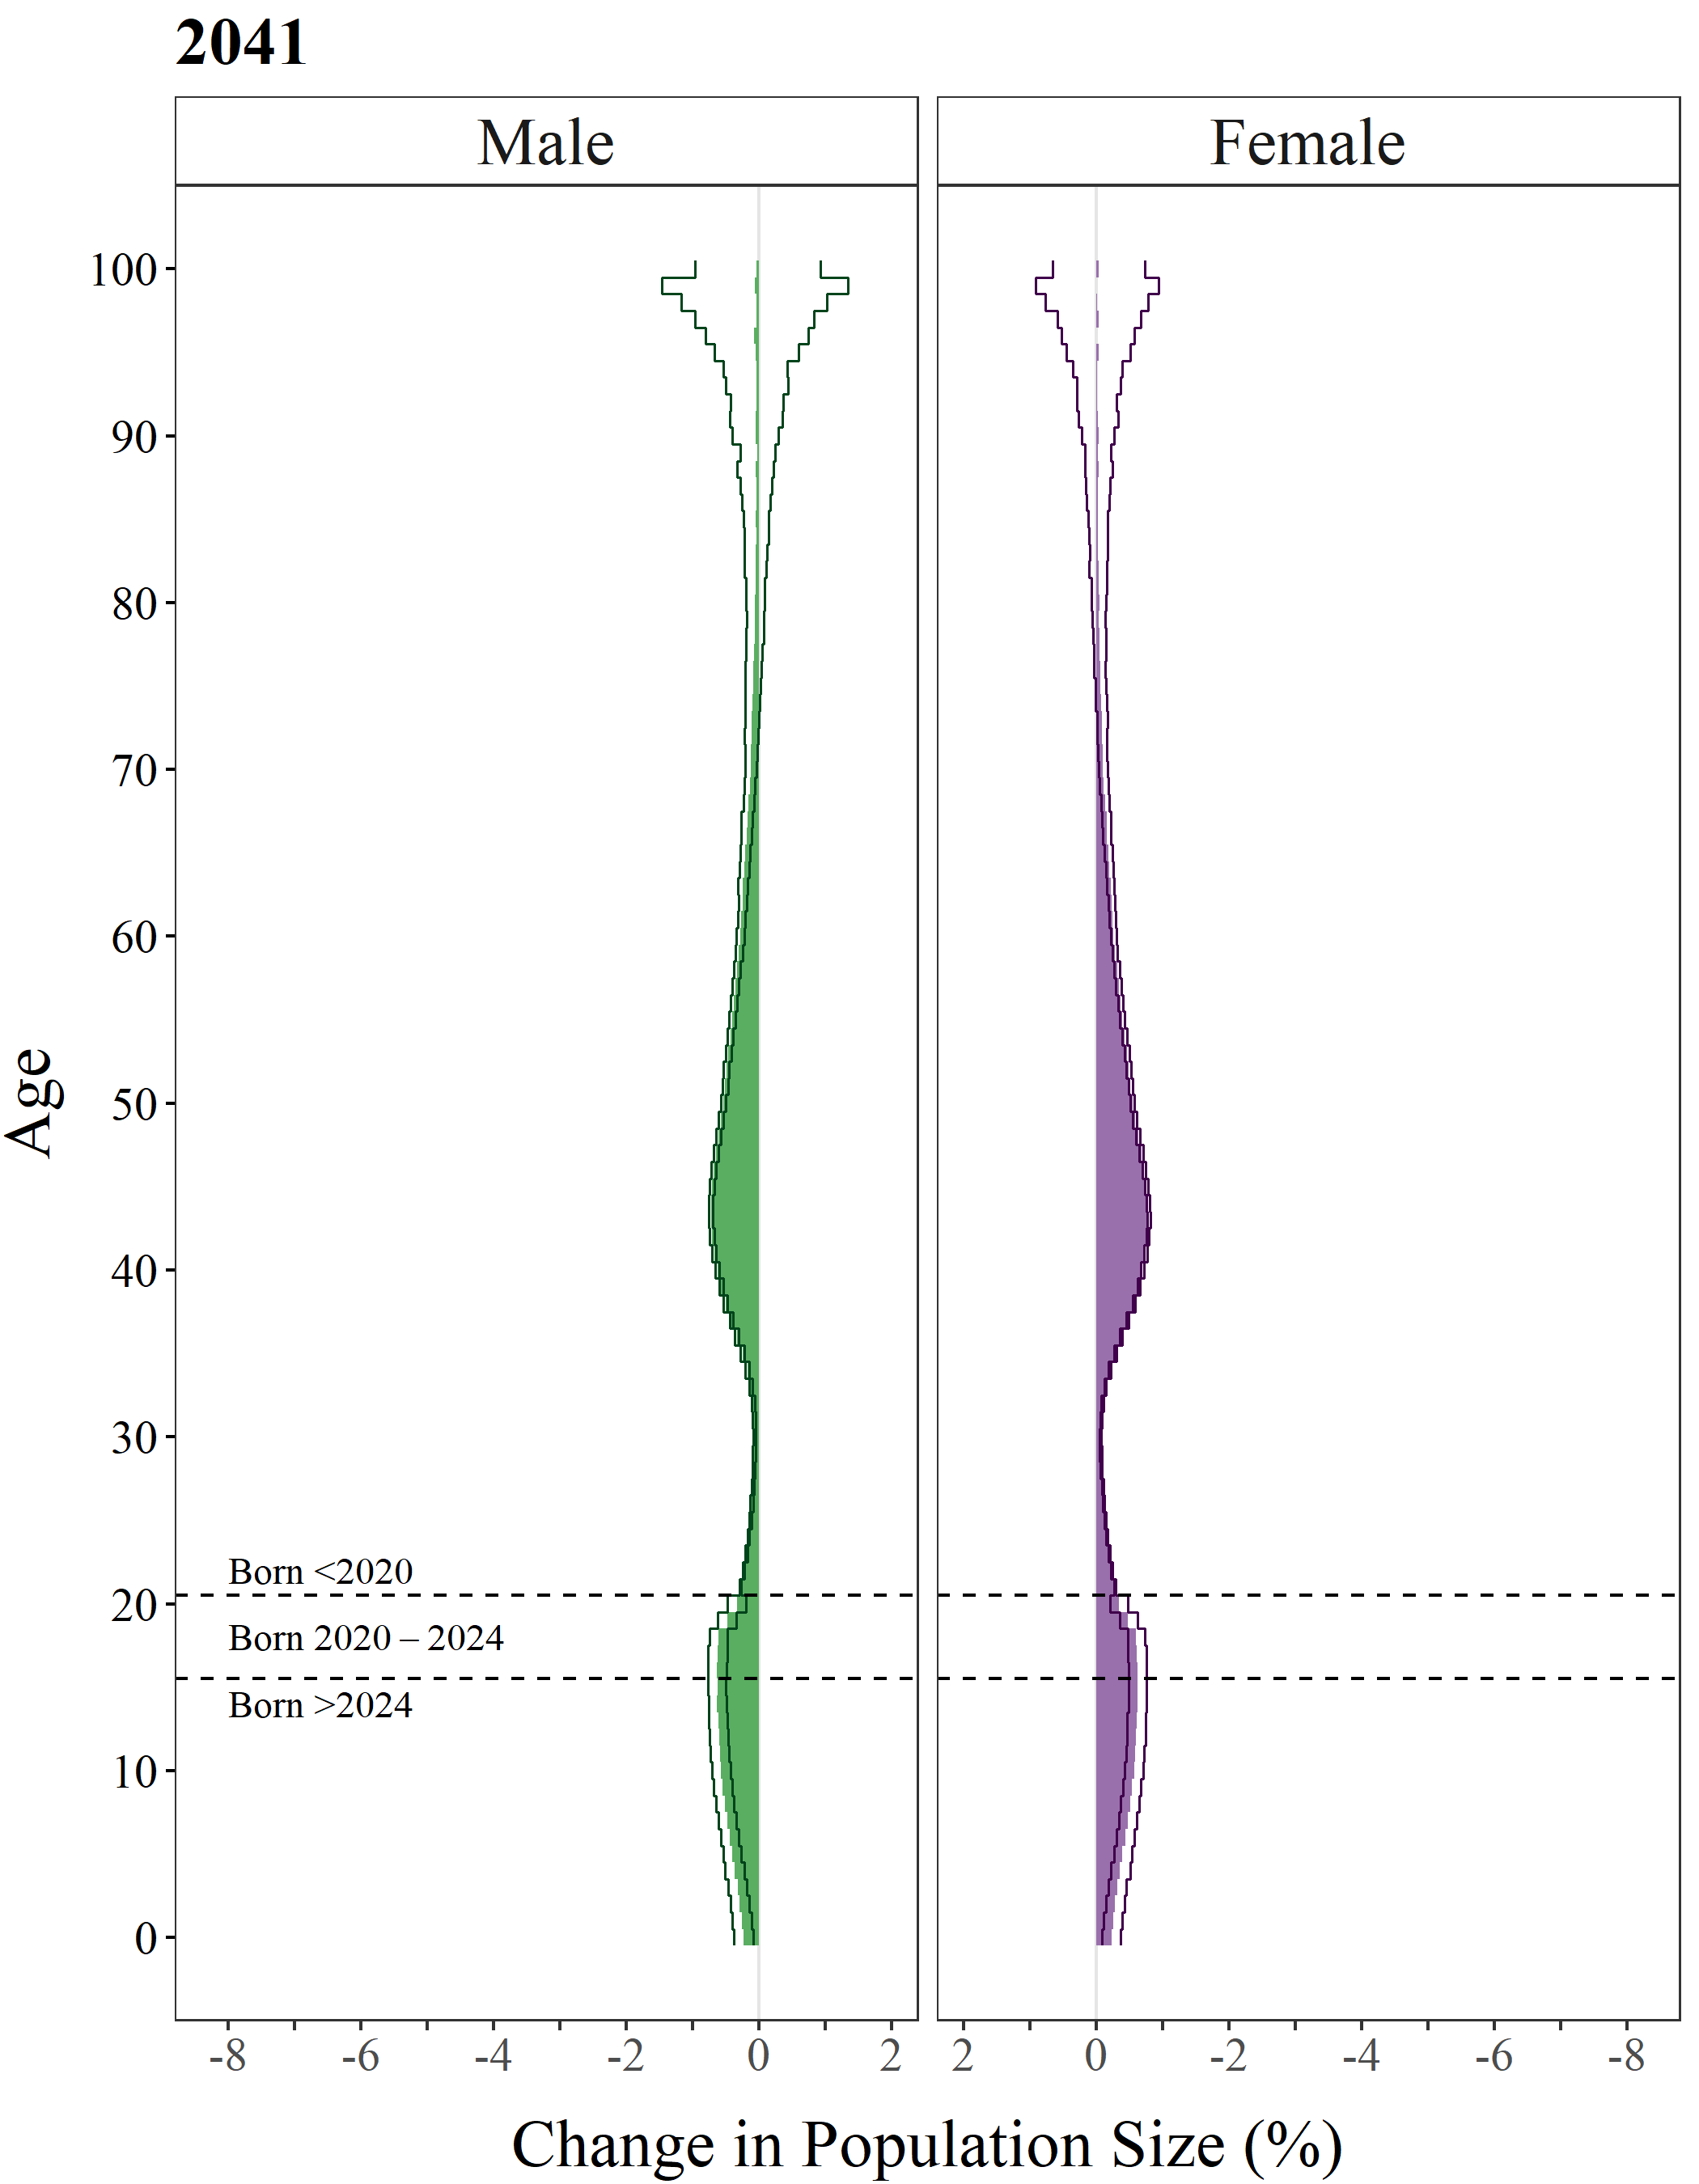 2041
Male
Female
100
90
80
70
60
50
40
30
20
10
0
Age
Born <2020
Born 2020 – 2024
Born >2024
-8 -6 -4 -2 0 2
2 0 -2 -4 -6 -8
Change in Population Size (%)